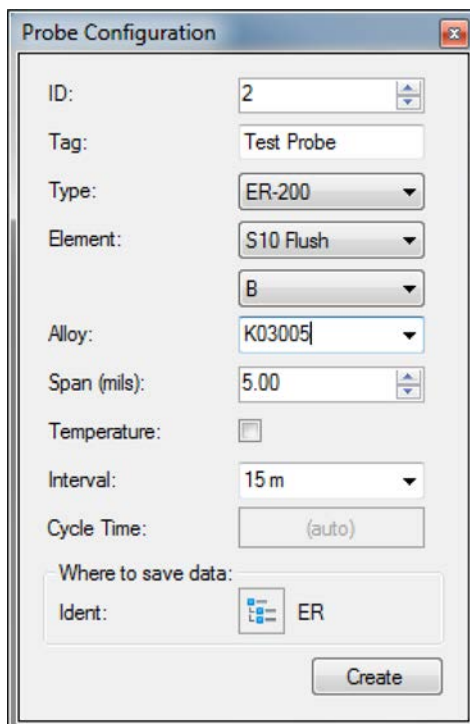 Probe Configuration
ID: 2
Tag: Test Probe
Type: ER-200
Element: S10 Flush
B
Alloy: K03005
Span (mils): 5.00
Temperature:
Interval: 15 m
Cycle Time: (auto)
Where to save data:
Ident: ER
Create